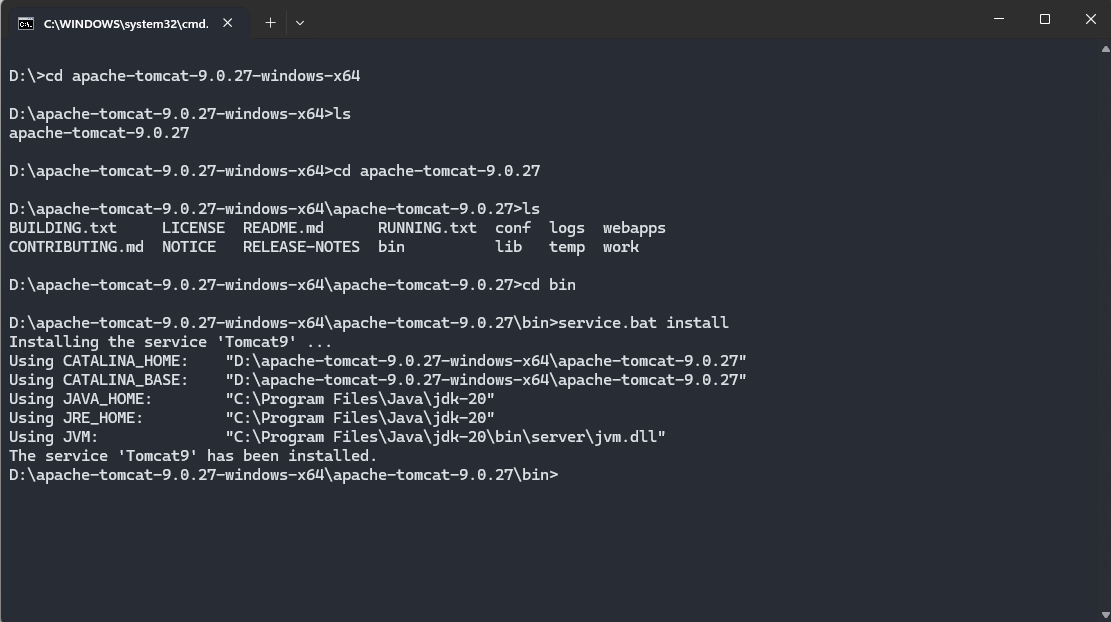 C:\WINDOWS\system32\cmd.
D:\>cd apache-tomcat-9.0.27-windows-x64
D:\apache-tomcat-9.0.27-windows-x64>ls
apache-tomcat-9.0.27
D:\apache-tomcat-9.0.27-windows-x64>cd apache-tomcat-9.0.27
D:\apache-tomcat-9.0.27-windows-x64\apache-tomcat-9.0.27>ls
BUILDING.txt     LICENSE  README.md      RUNNING.txt  conf  logs  webapps
CONTRIBUTING.md  NOTICE   RELEASE-NOTES  bin          lib   temp  work
D:\apache-tomcat-9.0.27-windows-x64\apache-tomcat-9.0.27>cd bin
D:\apache-tomcat-9.0.27-windows-x64\apache-tomcat-9.0.27\bin>service.bat install
Installing the service 'Tomcat9' ...
Using CATALINA_HOME:    "D:\apache-tomcat-9.0.27-windows-x64\apache-tomcat-9.0.27"
Using CATALINA_BASE:    "D:\apache-tomcat-9.0.27-windows-x64\apache-tomcat-9.0.27"
Using JAVA_HOME:        "C:\Program Files\Java\jdk-20"
Using JRE_HOME:         "C:\Program Files\Java\jdk-20"
Using JVM:              "C:\Program Files\Java\jdk-20\bin\server\jvm.dll"
The service 'Tomcat9' has been installed.
D:\apache-tomcat-9.0.27-windows-x64\apache-tomcat-9.0.27\bin>